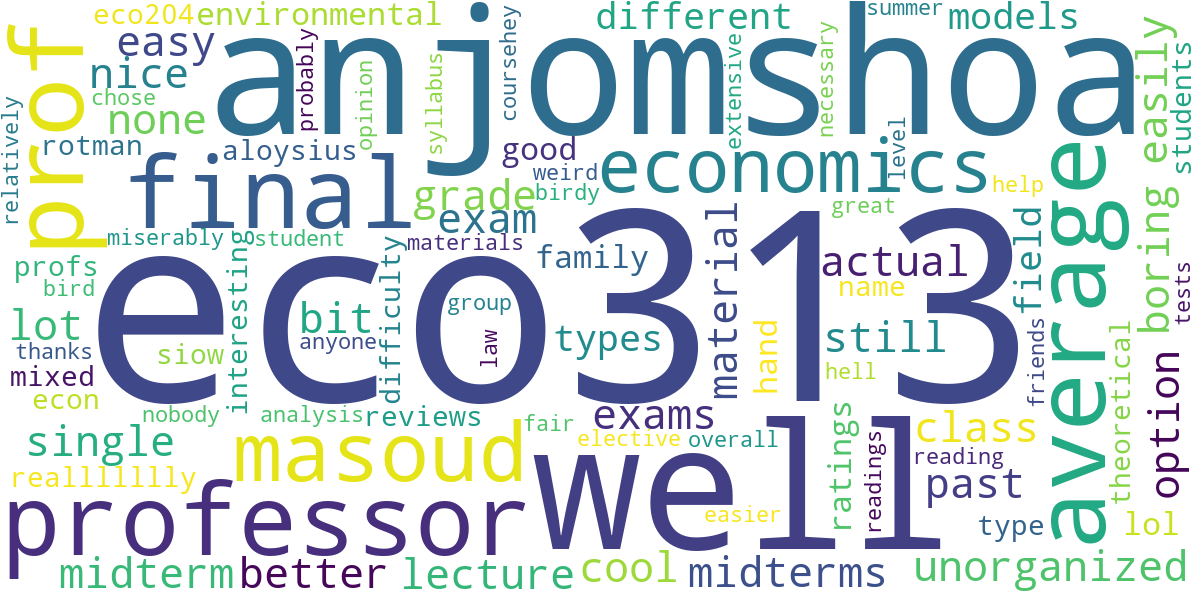 eco204
environmental
different
summer
models
easy
anjomshoa
prof
nice
chose
none
probably
opinion
syllabus
coursehey
extensive
necessary
easily
students
relatively
rotman
aloysius
good
weird
birdy
economics
level
help
final
grade
exam
great
average
boring
miserably
student
materials
eco313
profs
bird
interesting
difficulty
family
material
actual
name
field
tests
lot
bit
group
anyone
law
types
hand
still
thanks
siow
mixed
econ
hell
friends
theoretical
option
nobody
analysis
reviews
fair
exams
elective
overall
ratings
readings
class
reading
single
reallllllly
masoud
well
past
easier
type
lol
professor
midterm
better
lecture
cool
midterms
unorganized